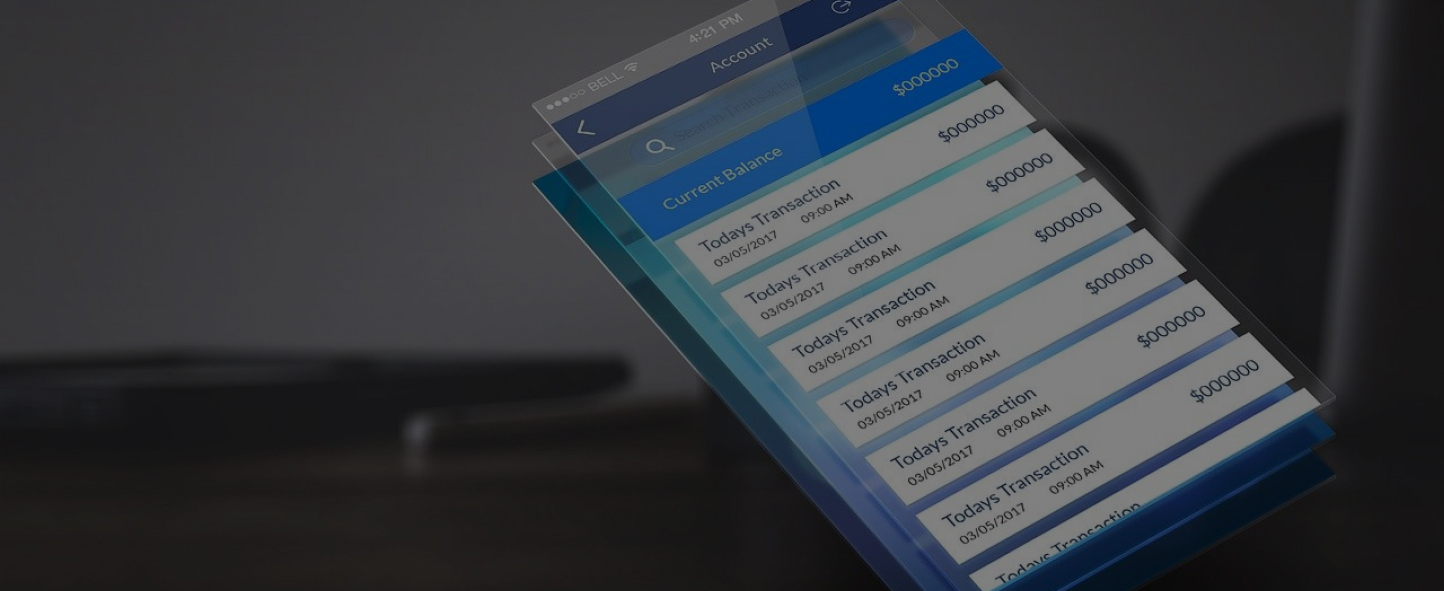 BELL 4:21 PM
Account
Search Transactions
Current Balance $000000
Todays Transaction $000000
03/05/2017 09:00 AM
Todays Transaction $000000
03/05/2017 09:00 AM
Todays Transaction $000000
03/05/2017 09:00 AM
Todays Transaction $000000
03/05/2017 09:00 AM
Todays Transaction $000000
03/05/2017 09:00 AM
Todays Transaction $000000
03/05/2017 09:00 AM
Todays Transaction